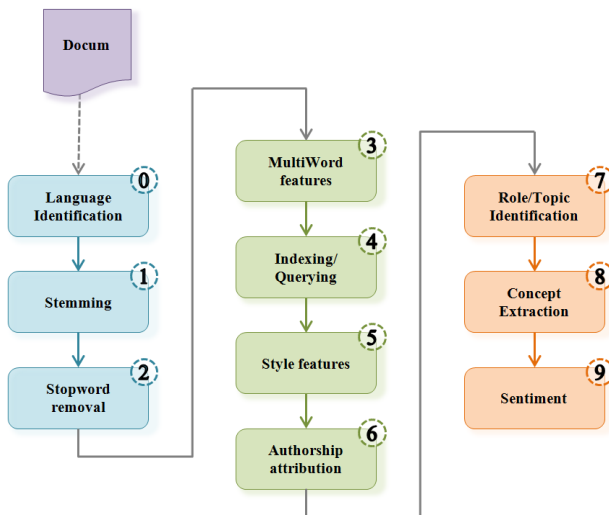 Docum
0
Language
Identification
1
Stemming
2
Stopword
removal
3
MultiWord
features
4
Indexing/
Querying
5
Style features
6
Authorship
attribution
7
Role/Topic
Identification
8
Concept
Extraction
9
Sentiment